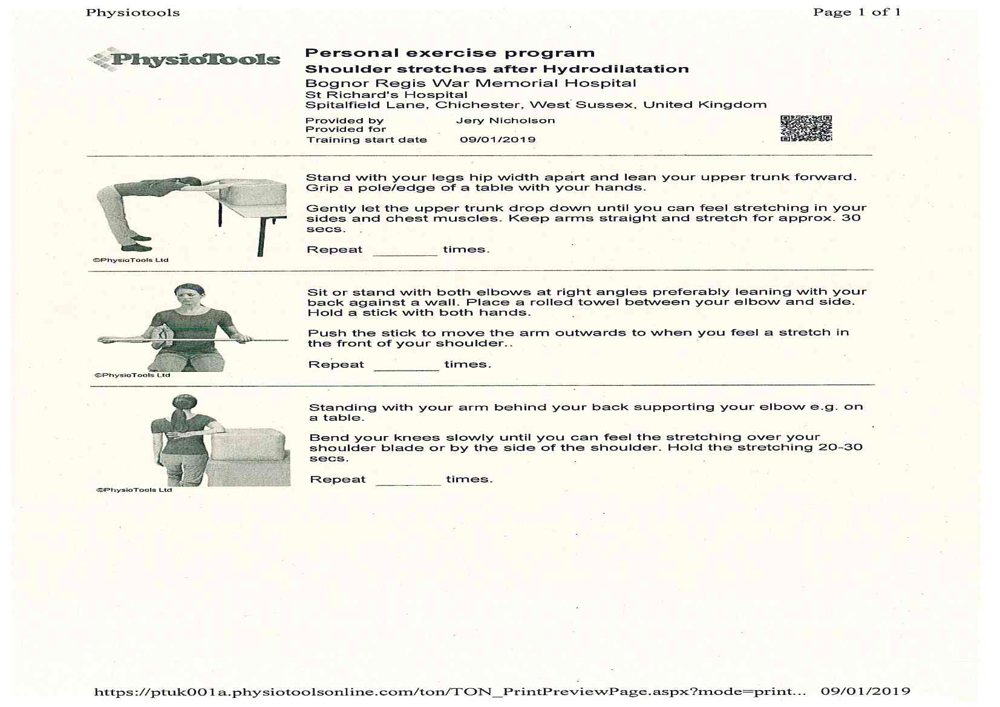 Physiotools
Page 1 of 1
PhysioTools
Personal exercise program
Shoulder stretches after Hydrodilatation
Bognor Regis War Memorial Hospital
St Richard's Hospital
Spitalfield Lane, Chichester, West Sussex, United Kingdom
Provided by Jery Nicholson
Provided for
Training start date 09/01/2019
Stand with your legs hip width apart and lean your upper trunk forward.
Grip a pole/edge of a table with your hands.
Gently let the upper trunk drop down until you can feel stretching in your
sides and chest muscles. Keep arms straight and stretch for approx. 30
secs.
Repeat ________ times.
©PhysioTools Ltd
Sit or stand with both elbows at right angles preferably leaning with your
back against a wall. Place a rolled towel between your elbow and side.
Hold a stick with both hands.
Push the stick to move the arm outwards to when you feel a stretch in
the front of your shoulder..
Repeat ________ times.
©PhysioTools Ltd
Standing with your arm behind your back supporting your elbow e.g. on
a table.
Bend your knees slowly until you can feel the stretching over your
shoulder blade or by the side of the shoulder. Hold the stretching 20-30
secs.
Repeat ________ times.
©PhysioTools Ltd
https://ptuk001a.physiotoolsonline.com/ton/TON_PrintPreviewPage.aspx?mode=print... 09/01/2019